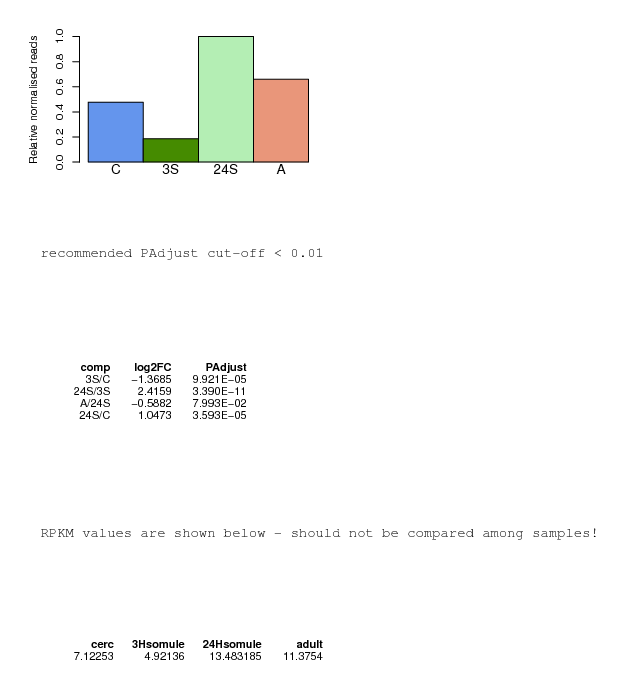 Relative normalised reads
1.0
0.8
0.6
0.4
0.2
0.0
C 3S 24S A
recommended PAdjust cut-off < 0.01
comp log2FC PAdjust
3S/C −1.3685 9.921E−05
24S/3S 2.4159 3.390E−11
A/24S −0.5882 7.993E−02
24S/C 1.0473 3.593E−05
RPKM values are shown below - should not be compared among samples!
cerc 3Hsomule 24Hsomule adult
7.12253 4.92136 13.483185 11.3754